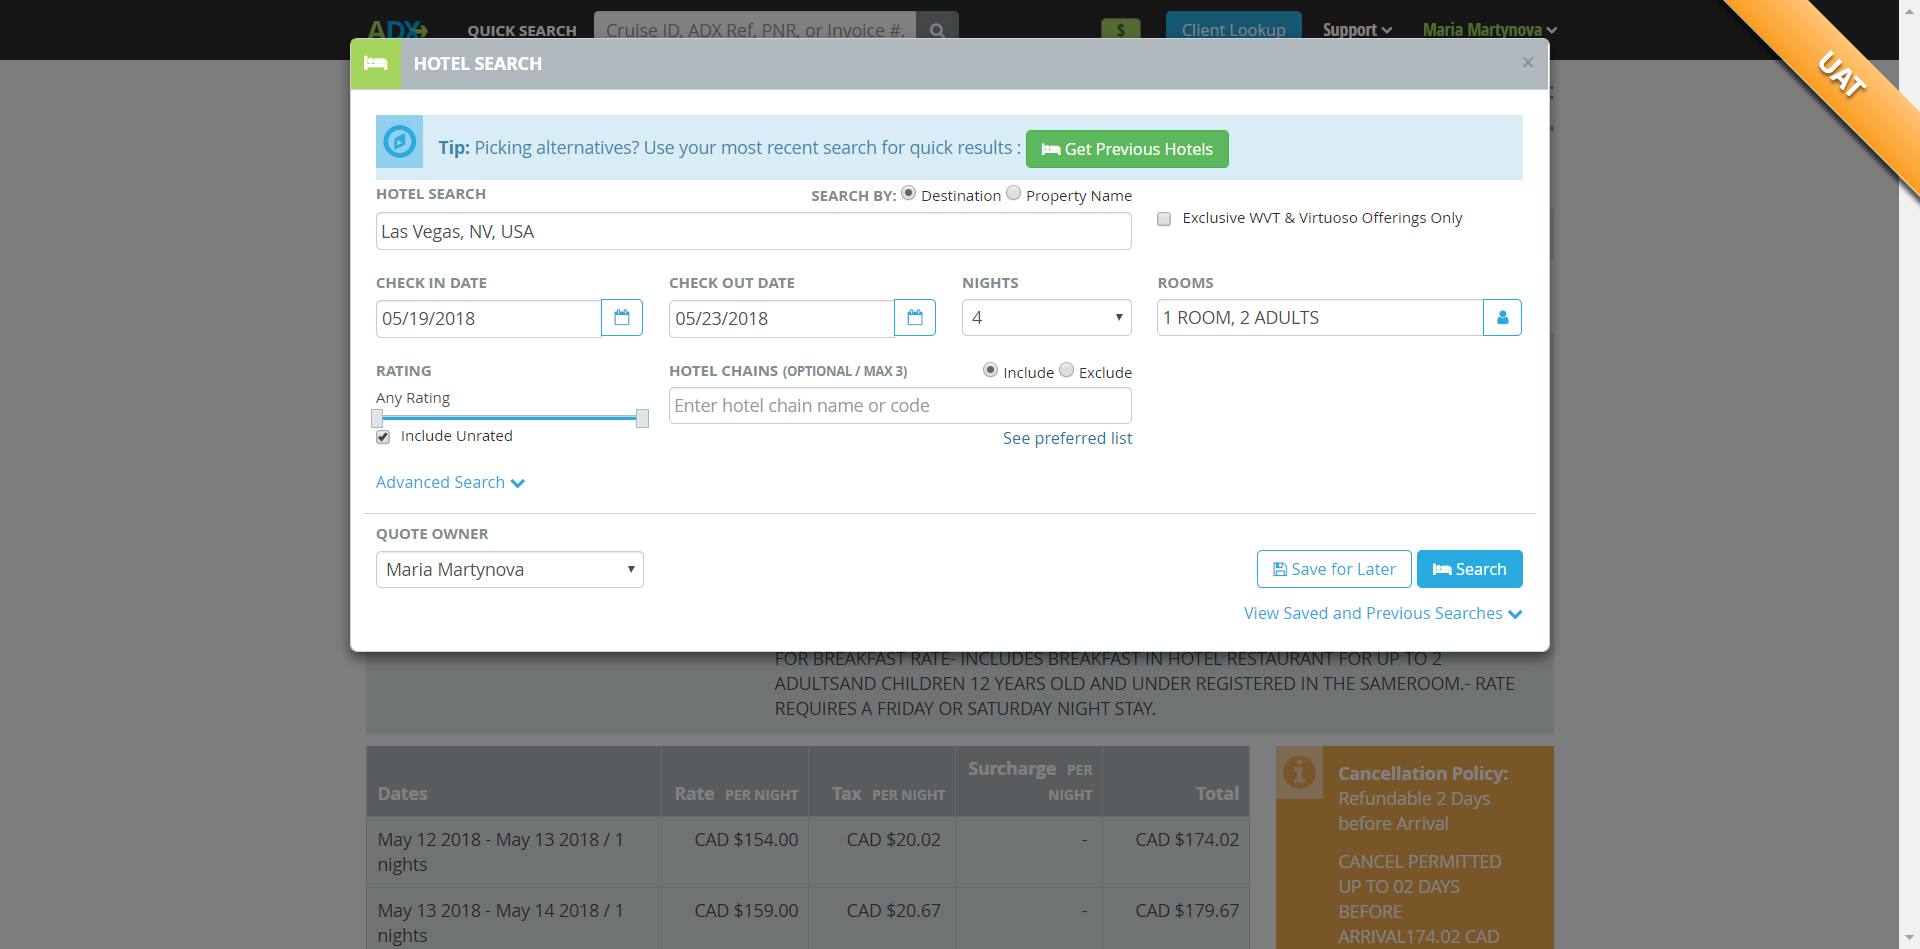 ADX
QUICK SEARCH
Cruise ID, ADX Ref, PNR, or Invoice #.
$
Client Lookup
Support
Maria Martynova
UAT
HOTEL SEARCH
×
Tip: Picking alternatives? Use your most recent search for quick results :
Get Previous Hotels
HOTEL SEARCH
SEARCH BY: Destination Property Name
Las Vegas, NV, USA
Exclusive WVT & Virtuoso Offerings Only
CHECK IN DATE
CHECK OUT DATE
NIGHTS
ROOMS
05/19/2018
05/23/2018
4
1 ROOM, 2 ADULTS
RATING
HOTEL CHAINS (OPTIONAL / MAX 3)
Include Exclude
Any Rating
Enter hotel chain name or code
Include Unrated
See preferred list
Advanced Search
QUOTE OWNER
Maria Martynova
Save for Later
Search
View Saved and Previous Searches
FOR BREAKFAST RATE- INCLUDES BREAKFAST IN HOTEL RESTAURANT FOR UP TO 2
ADULTSAND CHILDREN 12 YEARS OLD AND UNDER REGISTERED IN THE SAMEROOM.- RATE
REQUIRES A FRIDAY OR SATURDAY NIGHT STAY.
Dates
Rate PER NIGHT
Tax PER NIGHT
Surcharge PER
NIGHT
Total
May 12 2018 - May 13 2018 / 1
nights
CAD $154.00
CAD $20.02
-
CAD $174.02
May 13 2018 - May 14 2018 / 1
nights
CAD $159.00
CAD $20.67
-
CAD $179.67
Cancellation Policy:
Refundable 2 Days
before Arrival
CANCEL PERMITTED
UP TO 02 DAYS
BEFORE
ARRIVAL174.02 CAD